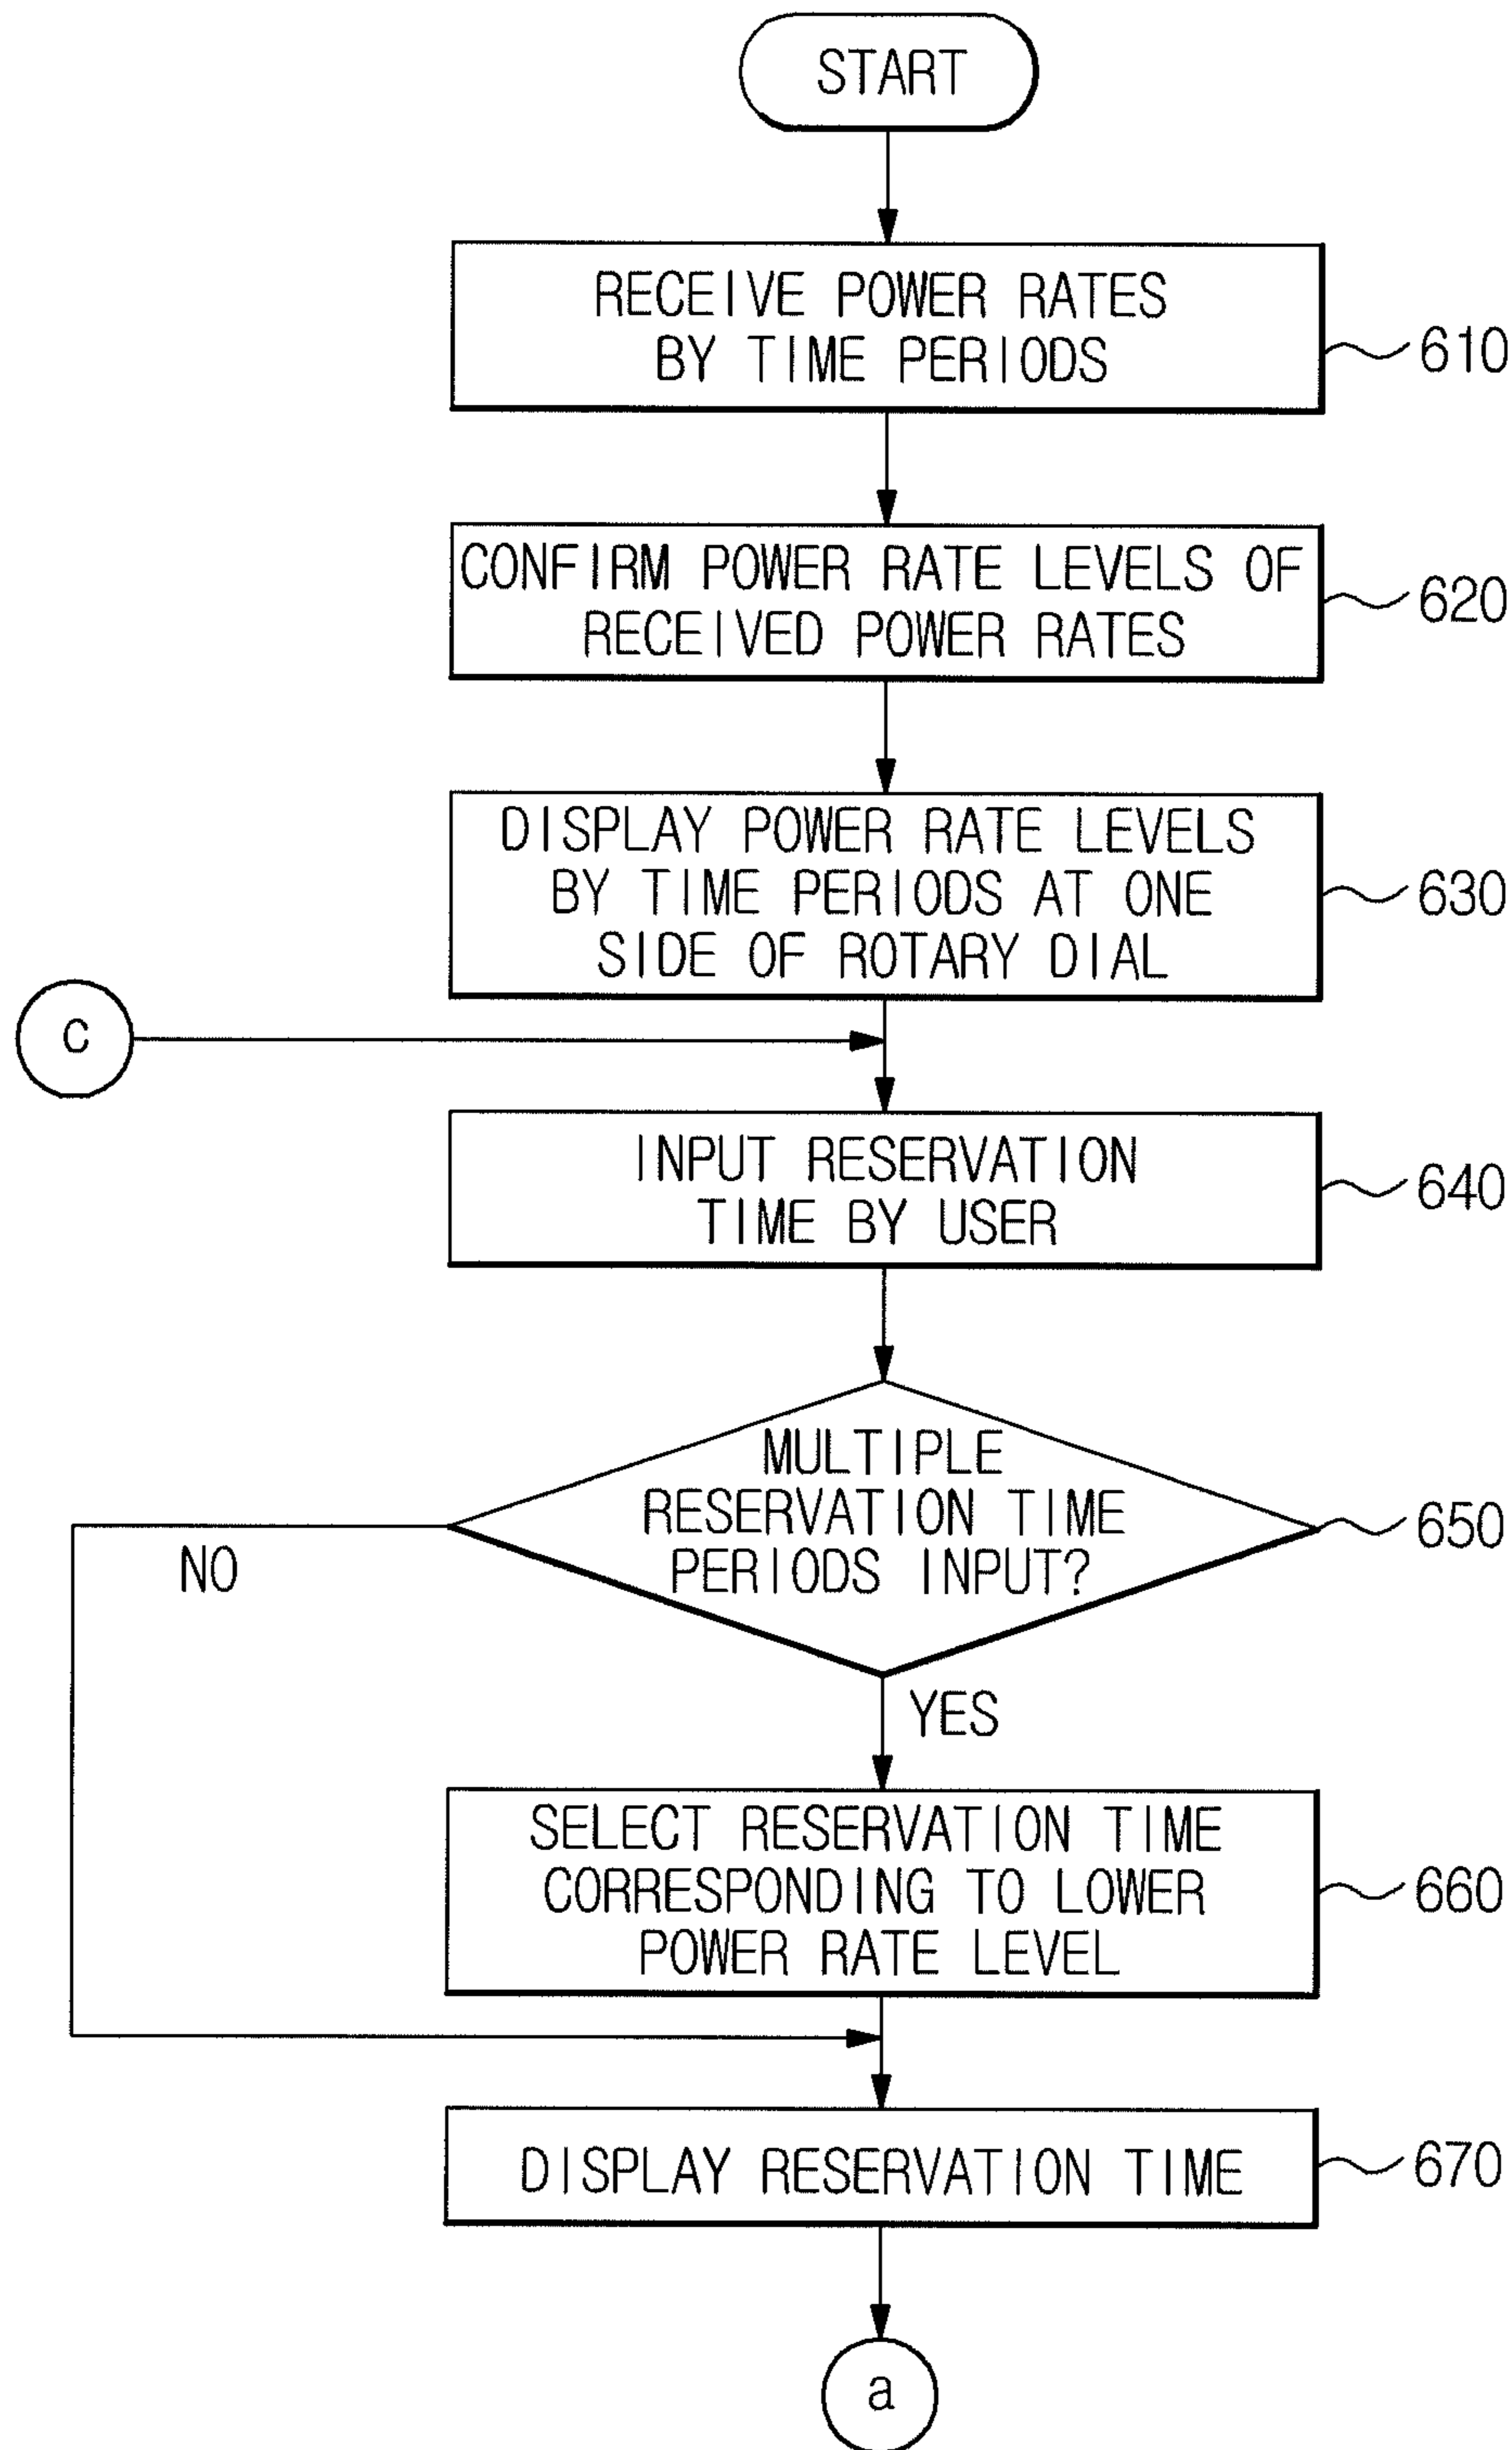 START
RECEIVE POWER RATES
BY TIME PERIODS
610
CONFIRM POWER RATE LEVELS OF
RECEIVED POWER RATES
620
DISPLAY POWER RATE LEVELS
BY TIME PERIODS AT ONE
SIDE OF ROTARY DIAL
630
c
INPUT RESERVATION
TIME BY USER
640
MULTIPLE
RESERVATION TIME
PERIODS INPUT?
650
NO
YES
SELECT RESERVATION TIME
CORRESPONDING TO LOWER
POWER RATE LEVEL
660
DISPLAY RESERVATION TIME
670
a